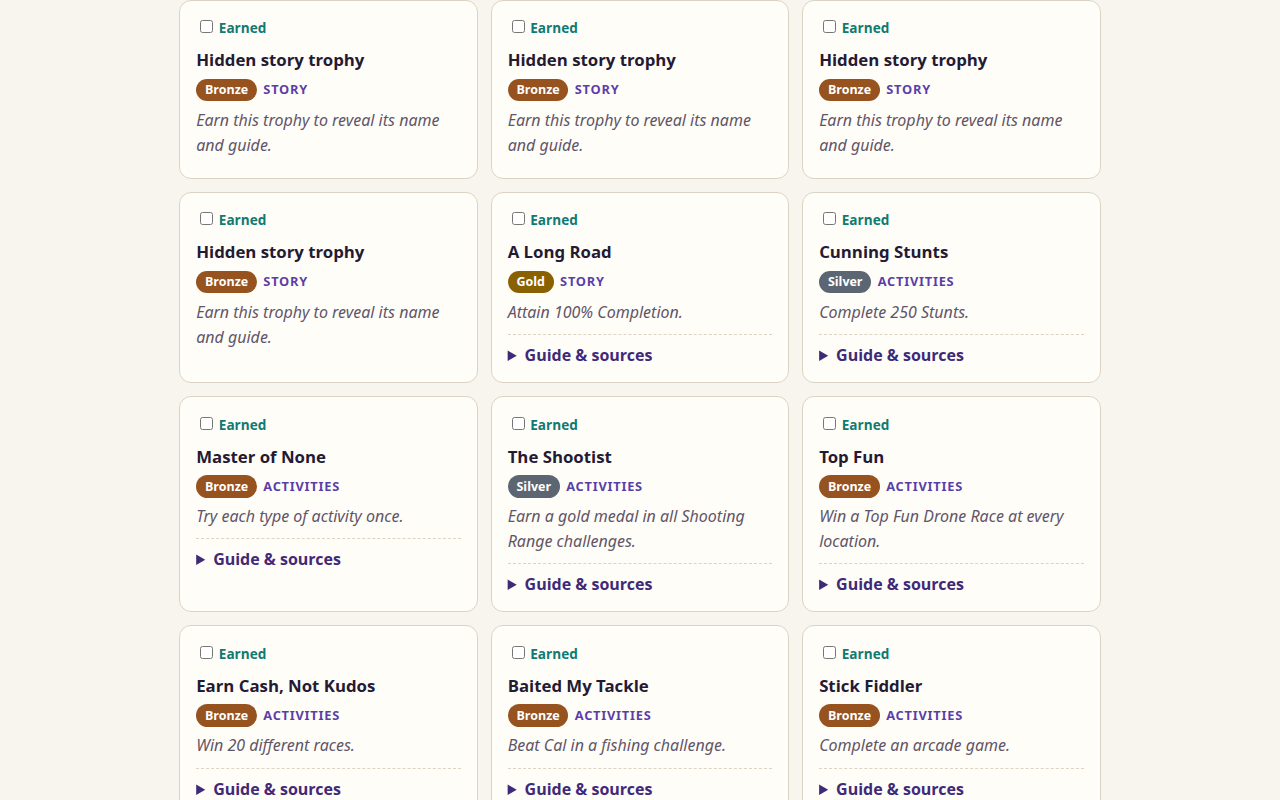 Earned
Hidden story trophy
Bronze STORY
Earn this trophy to reveal its name
and guide.
Earned
Hidden story trophy
Bronze STORY
Earn this trophy to reveal its name
and guide.
Earned
Hidden story trophy
Bronze STORY
Earn this trophy to reveal its name
and guide.
Earned
Hidden story trophy
Bronze STORY
Earn this trophy to reveal its name
and guide.
Earned
A Long Road
Gold STORY
Attain 100% Completion.
Guide & sources
Earned
Cunning Stunts
Silver ACTIVITIES
Complete 250 Stunts.
Guide & sources
Earned
Master of None
Bronze ACTIVITIES
Try each type of activity once.
Guide & sources
Earned
The Shootist
Silver ACTIVITIES
Earn a gold medal in all Shooting
Range challenges.
Guide & sources
Earned
Top Fun
Bronze ACTIVITIES
Win a Top Fun Drone Race at every
location.
Guide & sources
Earned
Earn Cash, Not Kudos
Bronze ACTIVITIES
Win 20 different races.
Guide & sources
Earned
Baited My Tackle
Bronze ACTIVITIES
Beat Cal in a fishing challenge.
Guide & sources
Earned
Stick Fiddler
Bronze ACTIVITIES
Complete an arcade game.
Guide & sources